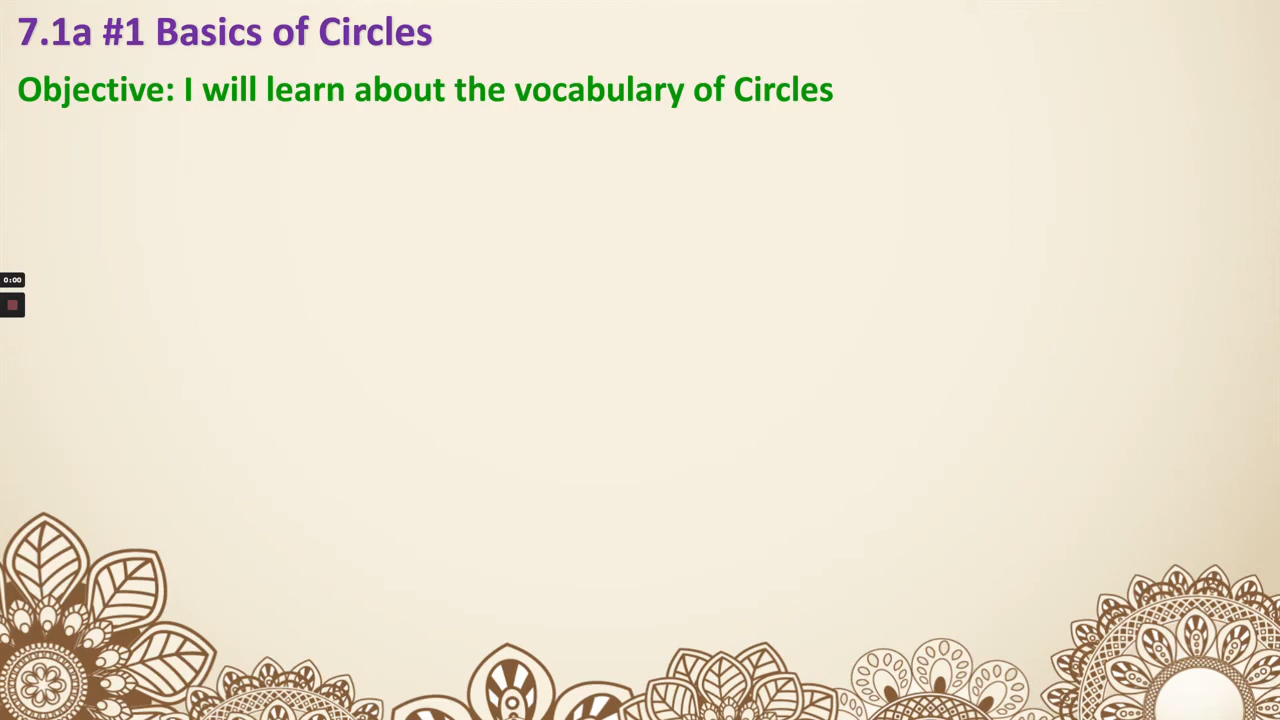 7.1a #1 Basics of Circles
Objective: I will learn about the vocabulary of Circles
0:00